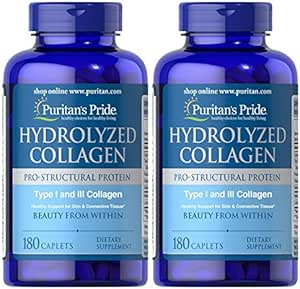 shop online www.puritan.com
Puritan's Pride
healthy choices for healthy living
HYDROLYZED
COLLAGEN
PRO-STRUCTURAL PROTEIN
Type I and III Collagen
Healthy Support for Skin & Connective Tissue*
BEAUTY FROM WITHIN
180 CAPLETS
DIETARY
SUPPLEMENT
shop online www.puritan.com
Puritan's Pride
healthy choices for healthy living
HYDROLYZED
COLLAGEN
PRO-STRUCTURAL PROTEIN
Type I and III Collagen
Healthy Support for Skin & Connective Tissue*
BEAUTY FROM WITHIN
180 CAPLETS
DIETARY
SUPPLEMENT